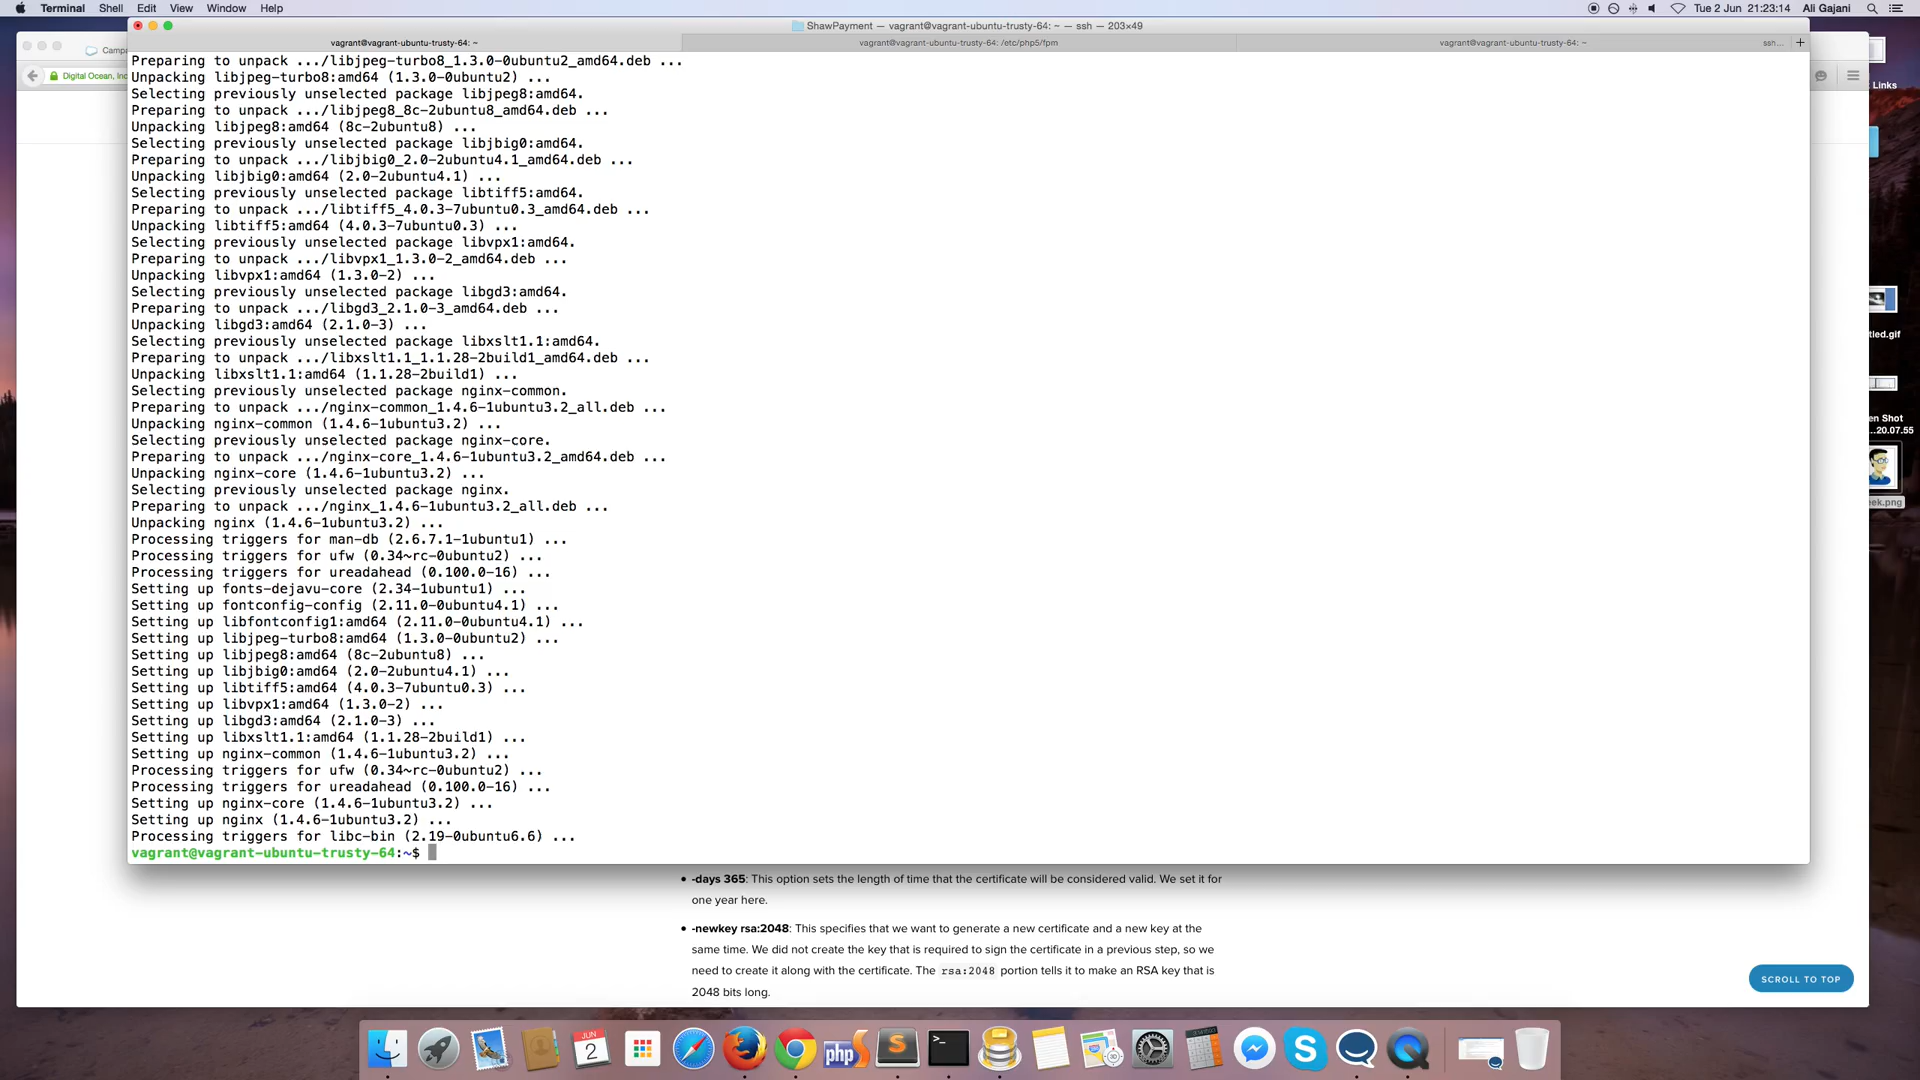 Terminal Shell Edit View Window Help
Tue 2 Jun 21:23:14 Ali Gajani
ShawPayment — vagrant@vagrant-ubuntu-trusty-64: ~ — ssh — 203×49
vagrant@vagrant-ubuntu-trusty-64: ~
vagrant@vagrant-ubuntu-trusty-64: /etc/php5/fpm
vagrant@vagrant-ubuntu-trusty-64: ~
ssh...
Campa
Digital Ocean, Inc
Links
Preparing to unpack .../libjpeg-turbo8_1.3.0-0ubuntu2_amd64.deb ...
Unpacking libjpeg-turbo8:amd64 (1.3.0-0ubuntu2) ...
Selecting previously unselected package libjpeg8:amd64.
Preparing to unpack .../libjpeg8_8c-2ubuntu8_amd64.deb ...
Unpacking libjpeg8:amd64 (8c-2ubuntu8) ...
Selecting previously unselected package libjbig0:amd64.
Preparing to unpack .../libjbig0_2.0-2ubuntu4.1_amd64.deb ...
Unpacking libjbig0:amd64 (2.0-2ubuntu4.1) ...
Selecting previously unselected package libtiff5:amd64.
Preparing to unpack .../libtiff5_4.0.3-7ubuntu0.3_amd64.deb ...
Unpacking libtiff5:amd64 (4.0.3-7ubuntu0.3) ...
Selecting previously unselected package libvpx1:amd64.
Preparing to unpack .../libvpx1_1.3.0-2_amd64.deb ...
Unpacking libvpx1:amd64 (1.3.0-2) ...
Selecting previously unselected package libgd3:amd64.
Preparing to unpack .../libgd3_2.1.0-3_amd64.deb ...
Unpacking libgd3:amd64 (2.1.0-3) ...
Selecting previously unselected package libxslt1.1:amd64.
Preparing to unpack .../libxslt1.1_1.1.28-2build1_amd64.deb ...
Unpacking libxslt1.1:amd64 (1.1.28-2build1) ...
Selecting previously unselected package nginx-common.
Preparing to unpack .../nginx-common_1.4.6-1ubuntu3.2_all.deb ...
Unpacking nginx-common (1.4.6-1ubuntu3.2) ...
Selecting previously unselected package nginx-core.
Preparing to unpack .../nginx-core_1.4.6-1ubuntu3.2_amd64.deb ...
Unpacking nginx-core (1.4.6-1ubuntu3.2) ...
Selecting previously unselected package nginx.
Preparing to unpack .../nginx_1.4.6-1ubuntu3.2_all.deb ...
Unpacking nginx (1.4.6-1ubuntu3.2) ...
Processing triggers for man-db (2.6.7.1-1ubuntu1) ...
Processing triggers for ufw (0.34~rc-0ubuntu2) ...
Processing triggers for ureadahead (0.100.0-16) ...
Setting up fonts-dejavu-core (2.34-1ubuntu1) ...
Setting up fontconfig-config (2.11.0-0ubuntu4.1) ...
Setting up libfontconfig1:amd64 (2.11.0-0ubuntu4.1) ...
Setting up libjpeg-turbo8:amd64 (1.3.0-0ubuntu2) ...
Setting up libjpeg8:amd64 (8c-2ubuntu8) ...
Setting up libjbig0:amd64 (2.0-2ubuntu4.1) ...
Setting up libtiff5:amd64 (4.0.3-7ubuntu0.3) ...
Setting up libvpx1:amd64 (1.3.0-2) ...
Setting up libgd3:amd64 (2.1.0-3) ...
Setting up libxslt1.1:amd64 (1.1.28-2build1) ...
Setting up nginx-common (1.4.6-1ubuntu3.2) ...
Processing triggers for ufw (0.34~rc-0ubuntu2) ...
Processing triggers for ureadahead (0.100.0-16) ...
Setting up nginx-core (1.4.6-1ubuntu3.2) ...
Setting up nginx (1.4.6-1ubuntu3.2) ...
Processing triggers for libc-bin (2.19-0ubuntu6.6) ...
vagrant@vagrant-ubuntu-trusty-64:~$
tled.gif
en Shot
...20.07.55
eek.png
• -days 365: This option sets the length of time that the certificate will be considered valid. We set it for
one year here.
• -newkey rsa:2048: This specifies that we want to generate a new certificate and a new key at the
same time. We did not create the key that is required to sign the certificate in a previous step, so we
need to create it along with the certificate. The rsa:2048 portion tells it to make an RSA key that is
2048 bits long.
SCROLL TO TOP
JUN
2
php